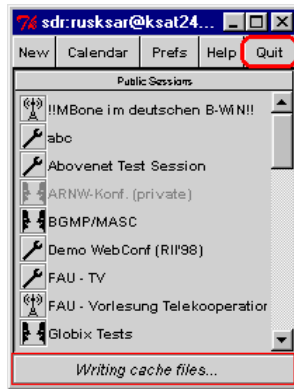 7% sdr:rusksar@ksat24...
New Calendar Prefs Help Quit
Public Sessions
!!MBone im deutschen B-WiN!!
abc
Abovenet Test Session
ARNW-Konf. (private)
BGMP/MASC
Demo WebConf (RII'98)
FAU - TV
FAU - Vorlesung Telekooperation
Globix Tests
Writing cache files...